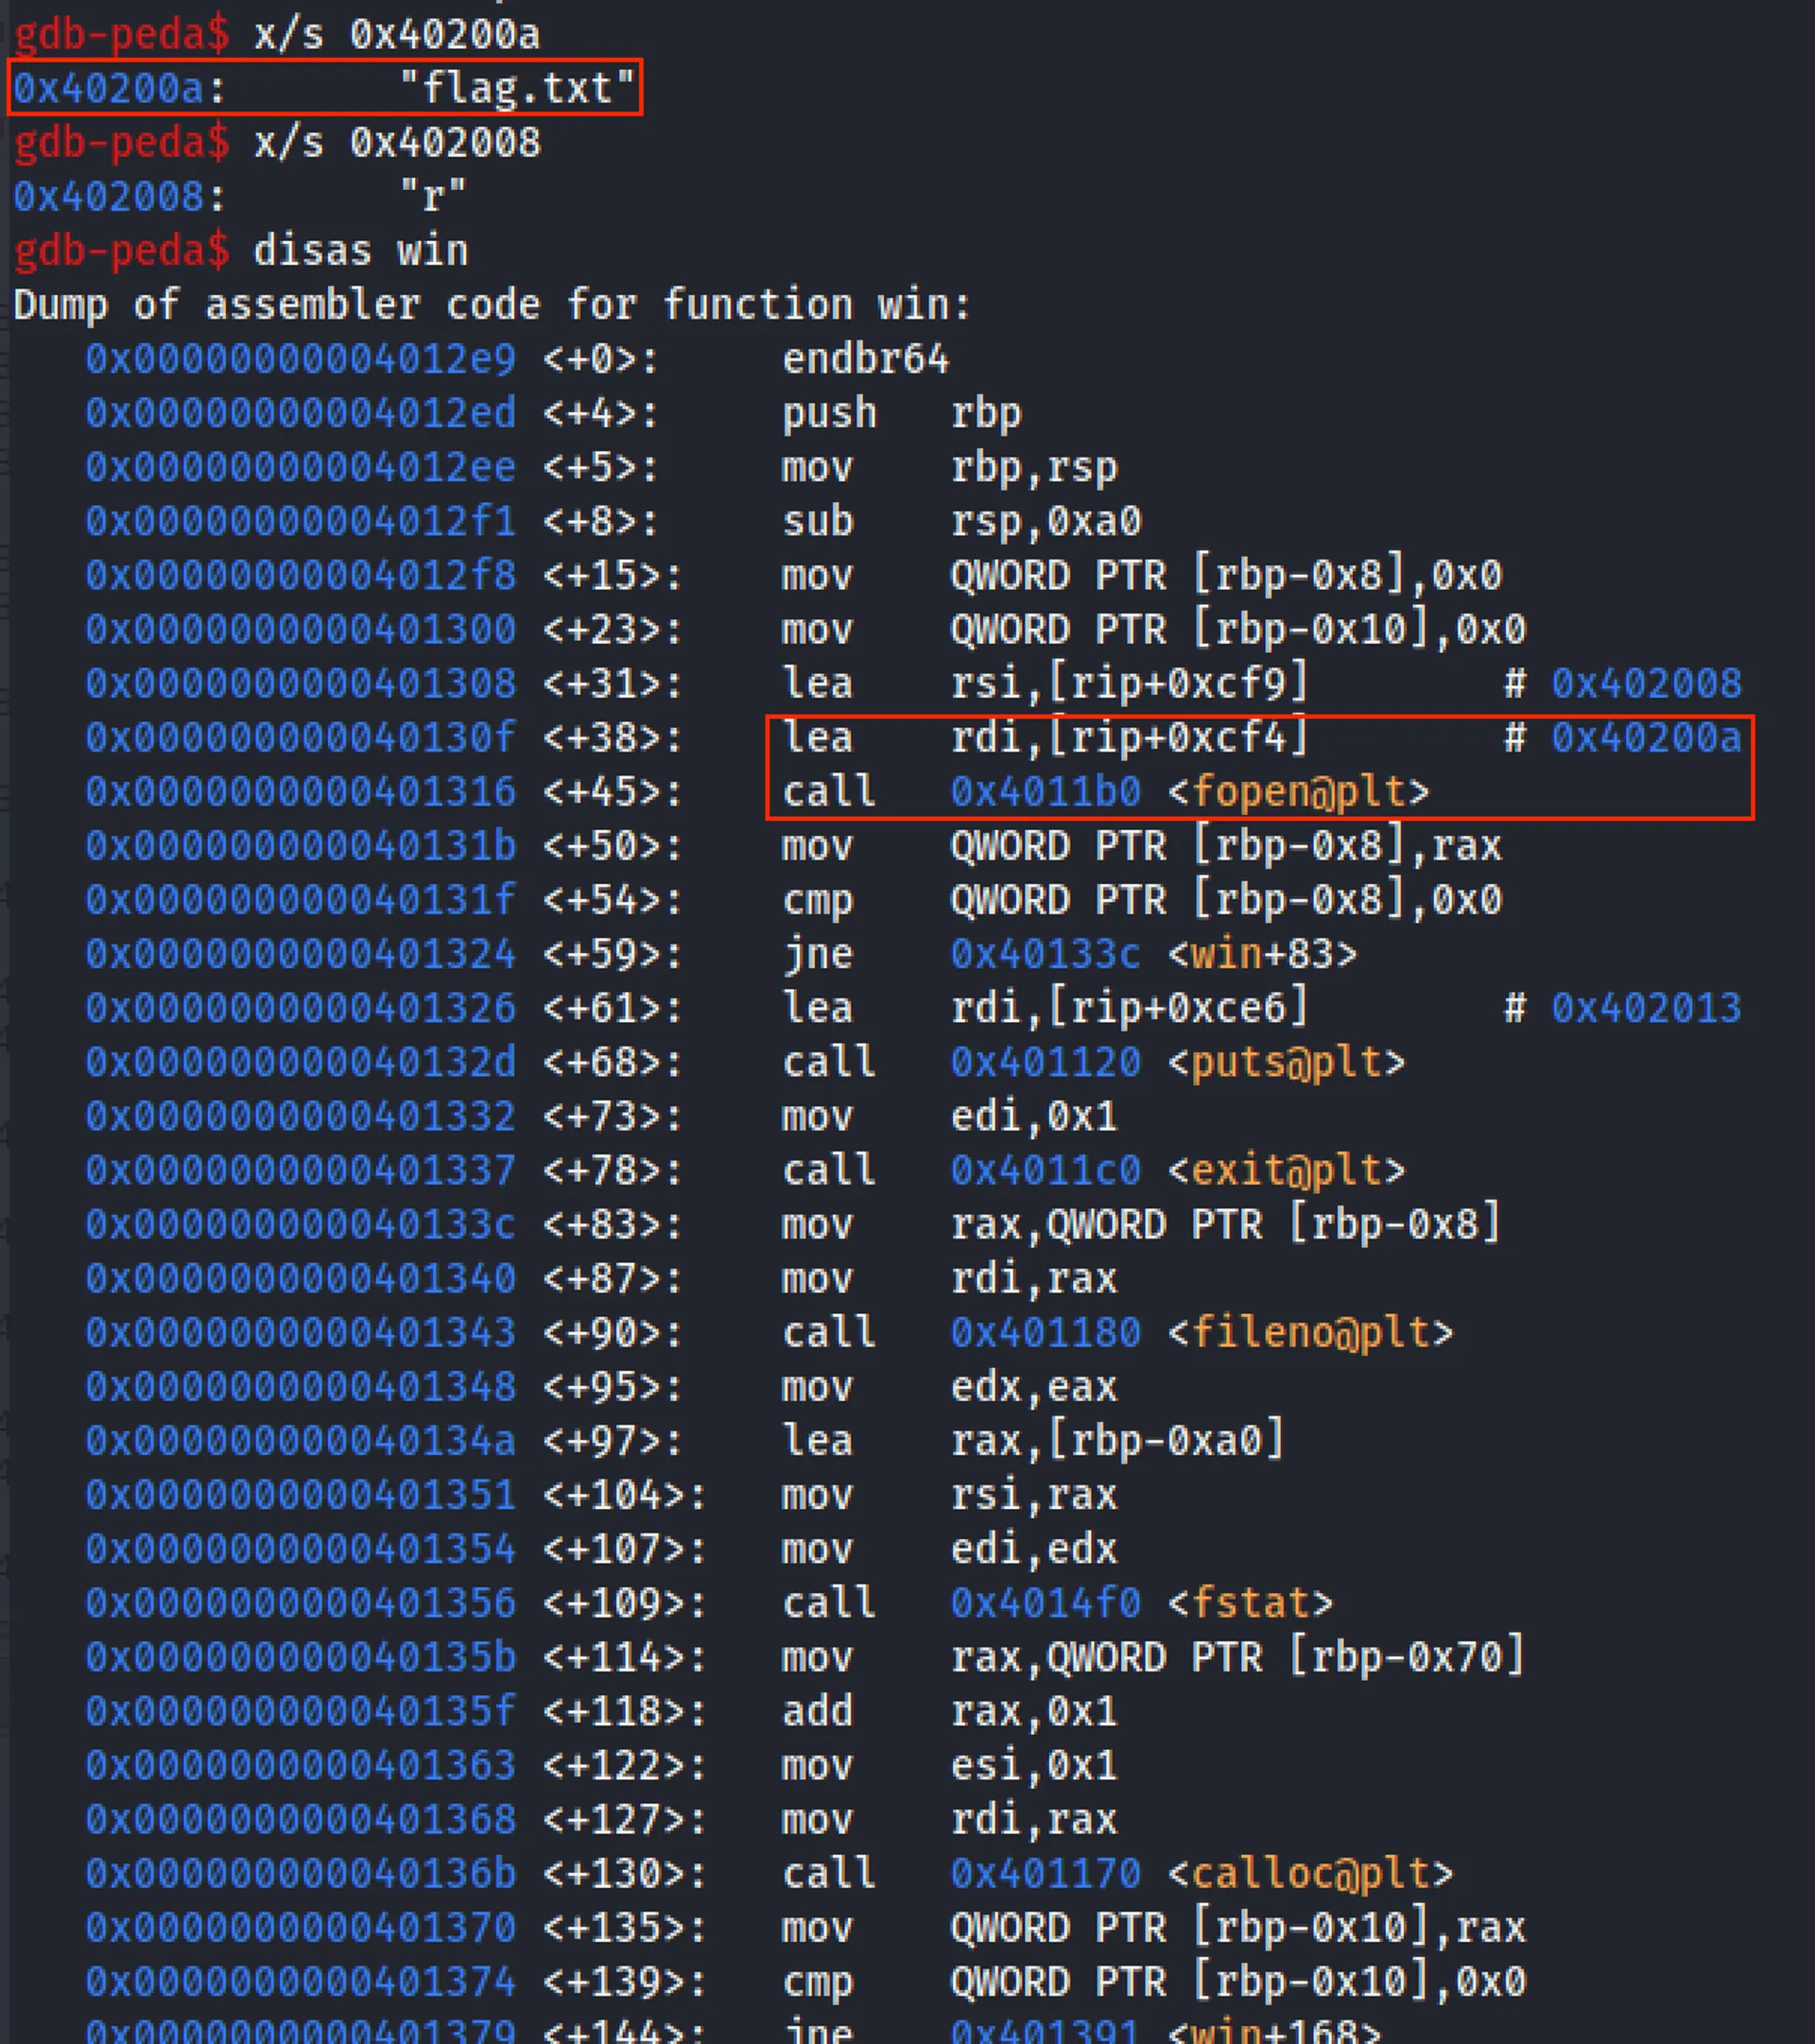 gdb-peda$ x/s 0x40200a
0x40200a:       "flag.txt"
gdb-peda$ x/s 0x402008
0x402008:       "r"
gdb-peda$ disas win
Dump of assembler code for function win:
   0x00000000004012e9 <+0>:     endbr64
   0x00000000004012ed <+4>:     push   rbp
   0x00000000004012ee <+5>:     mov    rbp,rsp
   0x00000000004012f1 <+8>:     sub    rsp,0xa0
   0x00000000004012f8 <+15>:    mov    QWORD PTR [rbp-0x8],0x0
   0x0000000000401300 <+23>:    mov    QWORD PTR [rbp-0x10],0x0
   0x0000000000401308 <+31>:    lea    rsi,[rip+0xcf9]        # 0x402008
   0x000000000040130f <+38>:    lea    rdi,[rip+0xcf4]        # 0x40200a
   0x0000000000401316 <+45>:    call   0x4011b0 <fopen@plt>
   0x000000000040131b <+50>:    mov    QWORD PTR [rbp-0x8],rax
   0x000000000040131f <+54>:    cmp    QWORD PTR [rbp-0x8],0x0
   0x0000000000401324 <+59>:    jne    0x40133c <win+83>
   0x0000000000401326 <+61>:    lea    rdi,[rip+0xce6]        # 0x402013
   0x000000000040132d <+68>:    call   0x401120 <puts@plt>
   0x0000000000401332 <+73>:    mov    edi,0x1
   0x0000000000401337 <+78>:    call   0x4011c0 <exit@plt>
   0x000000000040133c <+83>:    mov    rax,QWORD PTR [rbp-0x8]
   0x0000000000401340 <+87>:    mov    rdi,rax
   0x0000000000401343 <+90>:    call   0x401180 <fileno@plt>
   0x0000000000401348 <+95>:    mov    edx,eax
   0x000000000040134a <+97>:    lea    rax,[rbp-0xa0]
   0x0000000000401351 <+104>:   mov    rsi,rax
   0x0000000000401354 <+107>:   mov    edi,edx
   0x0000000000401356 <+109>:   call   0x4014f0 <fstat>
   0x000000000040135b <+114>:   mov    rax,QWORD PTR [rbp-0x70]
   0x000000000040135f <+118>:   add    rax,0x1
   0x0000000000401363 <+122>:   mov    esi,0x1
   0x0000000000401368 <+127>:   mov    rdi,rax
   0x000000000040136b <+130>:   call   0x401170 <calloc@plt>
   0x0000000000401370 <+135>:   mov    QWORD PTR [rbp-0x10],rax
   0x0000000000401374 <+139>:   cmp    QWORD PTR [rbp-0x10],0x0
   0x0000000000401379 <+144>:   jne    0x401391 <win+168>